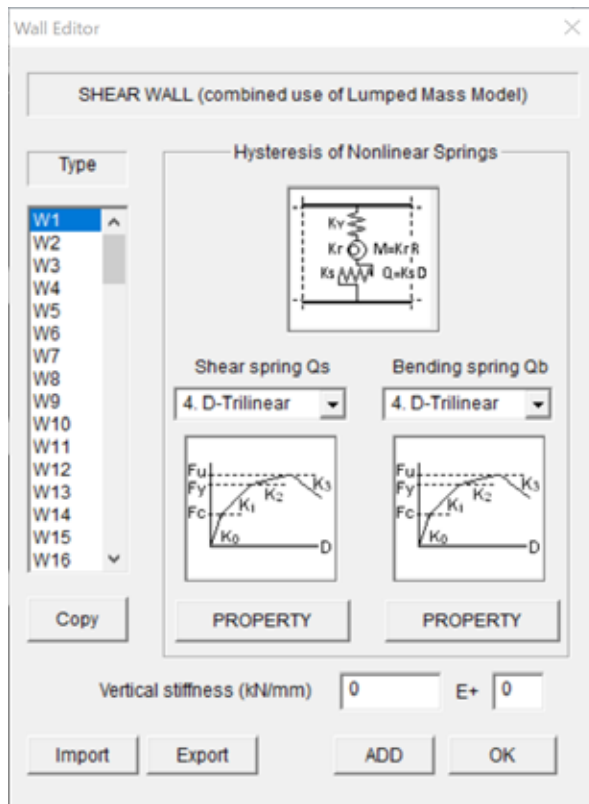 Wall Editor
SHEAR WALL (combined use of Lumped Mass Model)
Type
W1
W2
W3
W4
W5
W6
W7
W8
W9
W10
W11
W12
W13
W14
W15
W16
Copy
Hysteresis of Nonlinear Springs
Kv
Kr M=Kr R
Ks Q=Ks D
Shear spring Qs Bending spring Qb
4. D-Trilinear 4. D-Trilinear
Fu Fu
Fy K2 K3 Fy K2 K3
Fc K1 Fc K1
K0 D K0 D
PROPERTY PROPERTY
Vertical stiffness (kN/mm) 0 E+ 0
Import Export ADD OK